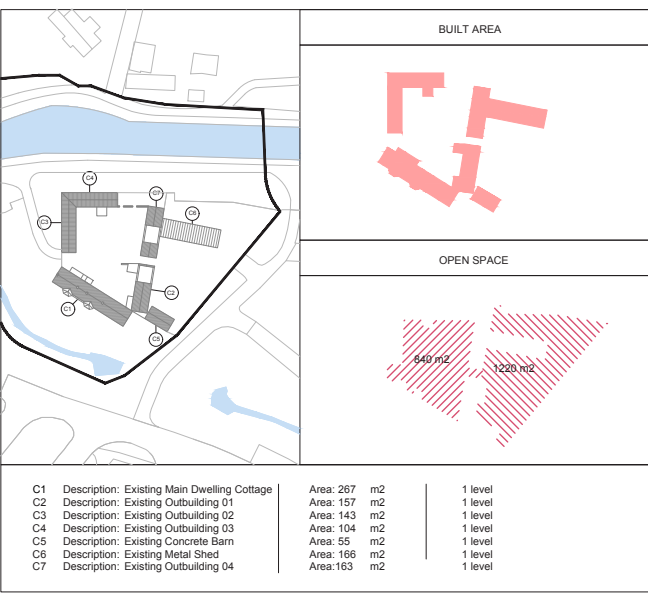 BUILT AREA
C4
C7
C6
C3
C2
C1
C5
OPEN SPACE
840 m2
1220 m2
C1 Description: Existing Main Dwelling Cottage Area: 267 m2 1 level
C2 Description: Existing Outbuilding 01 Area: 157 m2 1 level
C3 Description: Existing Outbuilding 02 Area: 143 m2 1 level
C4 Description: Existing Outbuilding 03 Area: 104 m2 1 level
C5 Description: Existing Concrete Barn Area: 55 m2 1 level
C6 Description: Existing Metal Shed Area: 166 m2 1 level
C7 Description: Existing Outbuilding 04 Area:163 m2 1 level